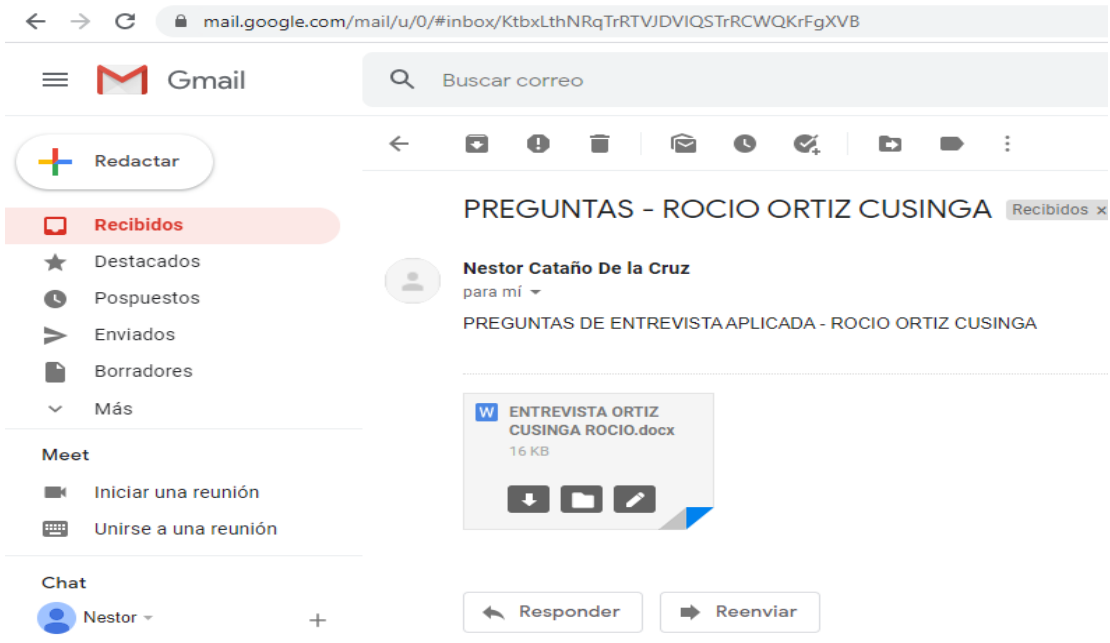 mail.google.com/mail/u/0/#inbox/KtbxLthNRqTrRTVJDVIQSTrRCWQKrFgXVB
Gmail
Buscar correo
Redactar
Recibidos
Destacados
Pospuestos
Enviados
Borradores
Más
Meet
Iniciar una reunión
Unirse a una reunión
Chat
Nestor
PREGUNTAS - ROCIO ORTIZ CUSINGA Recibidos x
Nestor Cataño De la Cruz
para mí
PREGUNTAS DE ENTREVISTA APLICADA - ROCIO ORTIZ CUSINGA
W ENTREVISTA ORTIZ
CUSINGA ROCIO.docx
16 KB
Responder
Reenviar